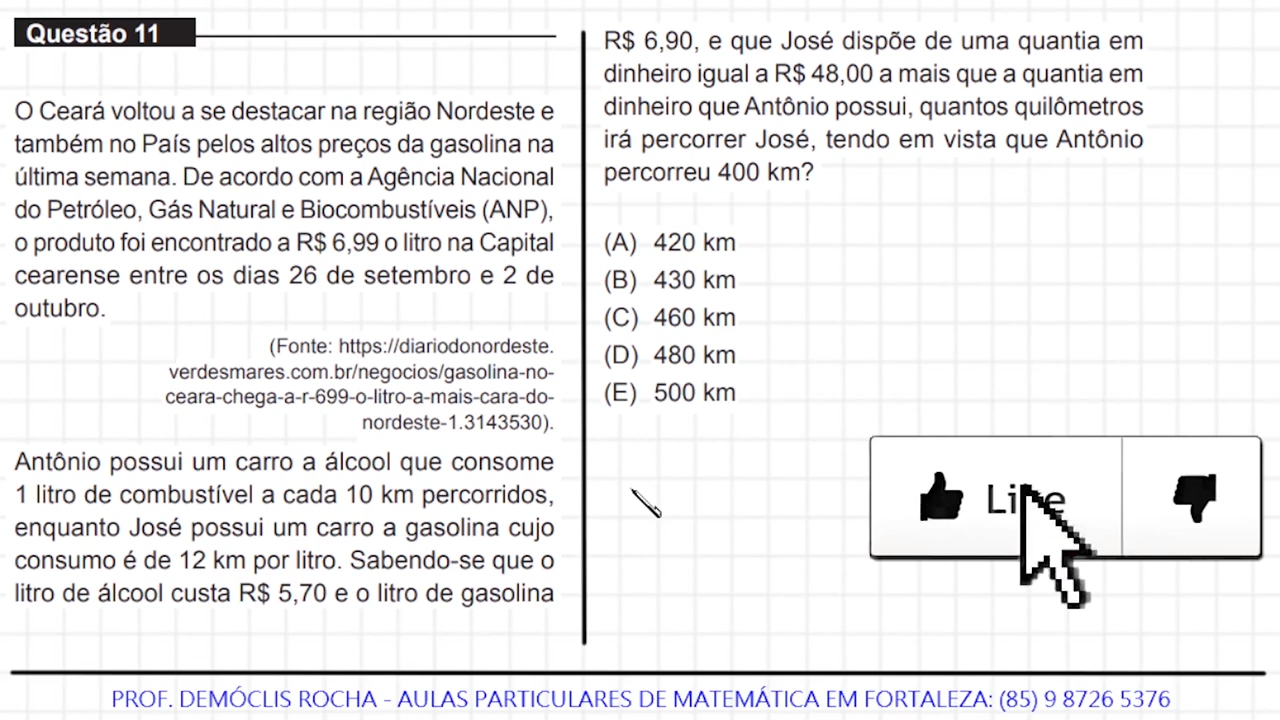 Questão 11
O Ceará voltou a se destacar na região Nordeste e
também no País pelos altos preços da gasolina na
última semana. De acordo com a Agência Nacional
do Petróleo, Gás Natural e Biocombustíveis (ANP),
o produto foi encontrado a R$ 6,99 o litro na Capital
cearense entre os dias 26 de setembro e 2 de
outubro.
(Fonte: https://diariodonordeste.
verdesmares.com.br/negocios/gasolina-no-
ceara-chega-a-r-699-o-litro-a-mais-cara-do-
nordeste-1.3143530).
Antônio possui um carro a álcool que consome
1 litro de combustível a cada 10 km percorridos,
enquanto José possui um carro a gasolina cujo
consumo é de 12 km por litro. Sabendo-se que o
litro de álcool custa R$ 5,70 e o litro de gasolina
R$ 6,90, e que José dispõe de uma quantia em
dinheiro igual a R$ 48,00 a mais que a quantia em
dinheiro que Antônio possui, quantos quilômetros
irá percorrer José, tendo em vista que Antônio
percorreu 400 km?
(A) 420 km
(B) 430 km
(C) 460 km
(D) 480 km
(E) 500 km
PROF. DEMÓCLIS ROCHA - AULAS PARTICULARES DE MATEMÁTICA EM FORTALEZA: (85) 9 8726 5376